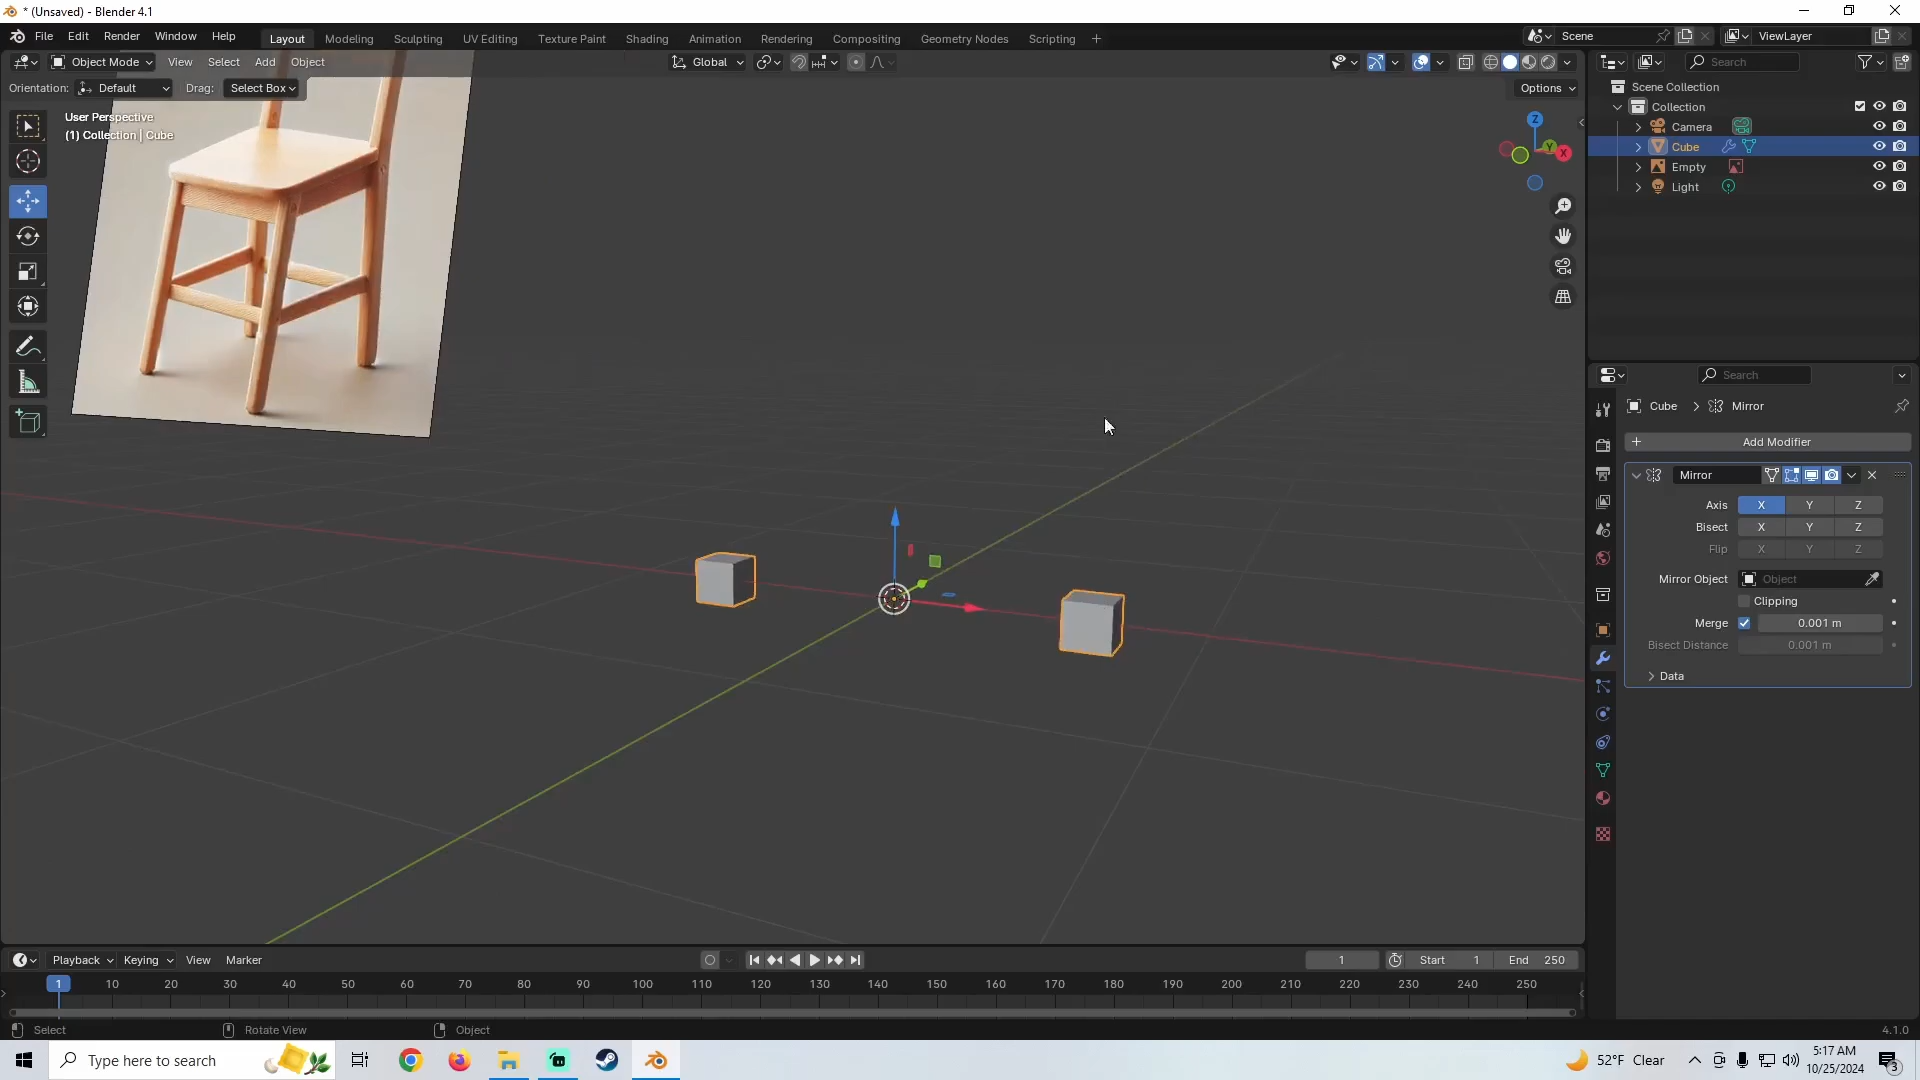 * (Unsaved) - Blender 4.1
File Edit Render Window Help Layout Modeling Sculpting UV Editing Texture Paint Shading Animation Rendering Compositing Geometry Nodes Scripting Scene ViewLayer
Object Mode View Select Add Object Global Search
Orientation: Default Drag: Select Box Options
Scene Collection
Collection
Camera
Cube
Empty
Light
User Perspective
(1) Collection | Cube
Z
Y
X
Search
Cube > Mirror
Add Modifier
Mirror
Axis X Y Z
Bisect X Y Z
Flip X Y Z
Mirror Object Object
Clipping
Merge 0.001 m
Bisect Distance 0.001 m
Data
Playback Keying View Marker 1 Start 1 End 250
1 10 20 30 40 50 60 70 80 90 100 110 120 130 140 150 160 170 180 190 200 210 220 230 240 250
Select Rotate View Object 4.1.0
Type here to search 52°F Clear 5:17 AM
10/25/2024
3